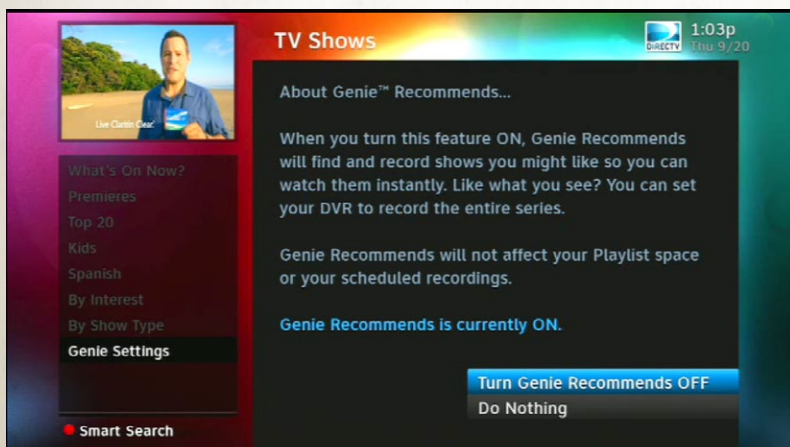 TV Shows
DIRECTV
1:03p
Thu 9/20
Live Clarrin Clear.
What's On Now?
Premieres
Top 20
Kids
Spanish
By Interest
By Show Type
Genie Settings
Smart Search
About Genie™ Recommends...
When you turn this feature ON, Genie Recommends
will find and record shows you might like so you can
watch them instantly. Like what you see? You can set
your DVR to record the entire series.
Genie Recommends will not affect your Playlist space
or your scheduled recordings.
Genie Recommends is currently ON.
Turn Genie Recommends OFF
Do Nothing